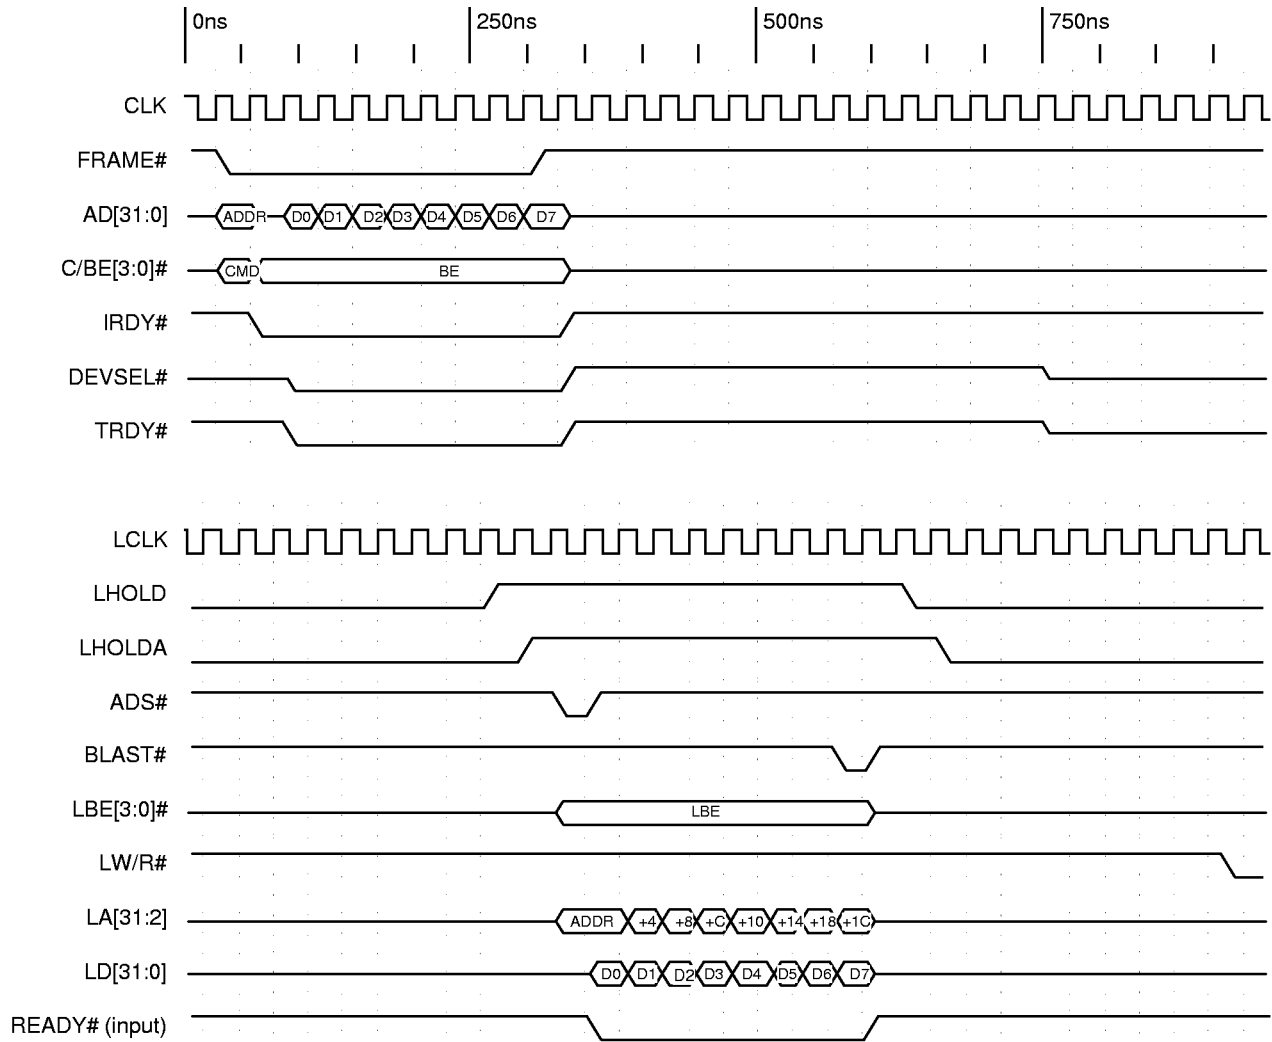 0ns 250ns 500ns 750ns
CLK
FRAME#
AD[31:0] ADDR D0 D1 D2 D3 D4 D5 D6 D7
C/BE[3:0]# CMD BE
IRDY#
DEVSEL#
TRDY#
LCLK
LHOLD
LHOLDA
ADS#
BLAST#
LBE[3:0]# LBE
LW/R#
LA[31:2] ADDR +4 +8 +C +10 +14 +18 +1C
LD[31:0] D0 D1 D2 D3 D4 D5 D6 D7
READY# (input)